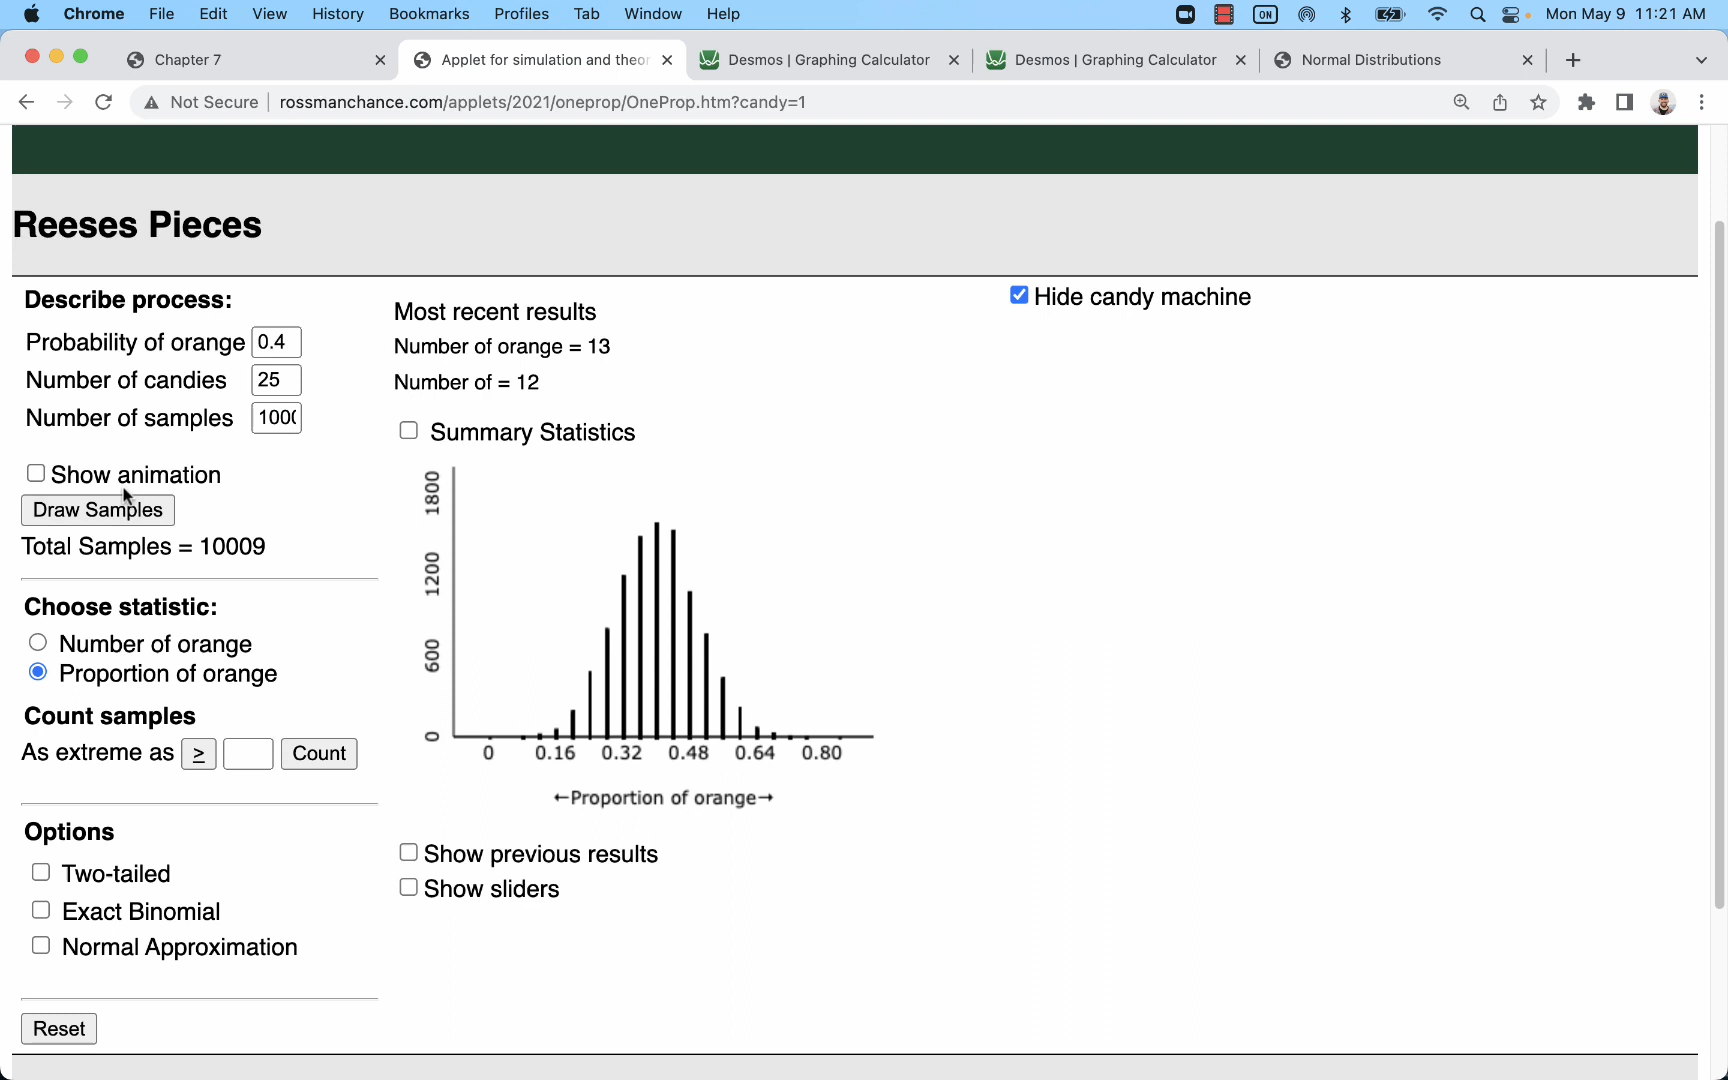 Chrome File Edit View History Bookmarks Profiles Tab Window Help ON Mon May 9 11:21 AM
Chapter 7 Applet for simulation and theor Desmos | Graphing Calculator Desmos | Graphing Calculator Normal Distributions
Not Secure rossmanchance.com/applets/2021/oneprop/OneProp.htm?candy=1
Reeses Pieces
Describe process:
Probability of orange 0.4
Number of candies 25
Number of samples 1000
Show animation
Draw Samples
Total Samples = 10009
Choose statistic:
Number of orange
Proportion of orange
Count samples
As extreme as ≥ Count
Options
Two-tailed
Exact Binomial
Normal Approximation
Reset
Most recent results
Number of orange = 13
Number of = 12
Summary Statistics
1800
1200
600
0
0 0.16 0.32 0.48 0.64 0.80
←Proportion of orange→
Show previous results
Show sliders
Hide candy machine